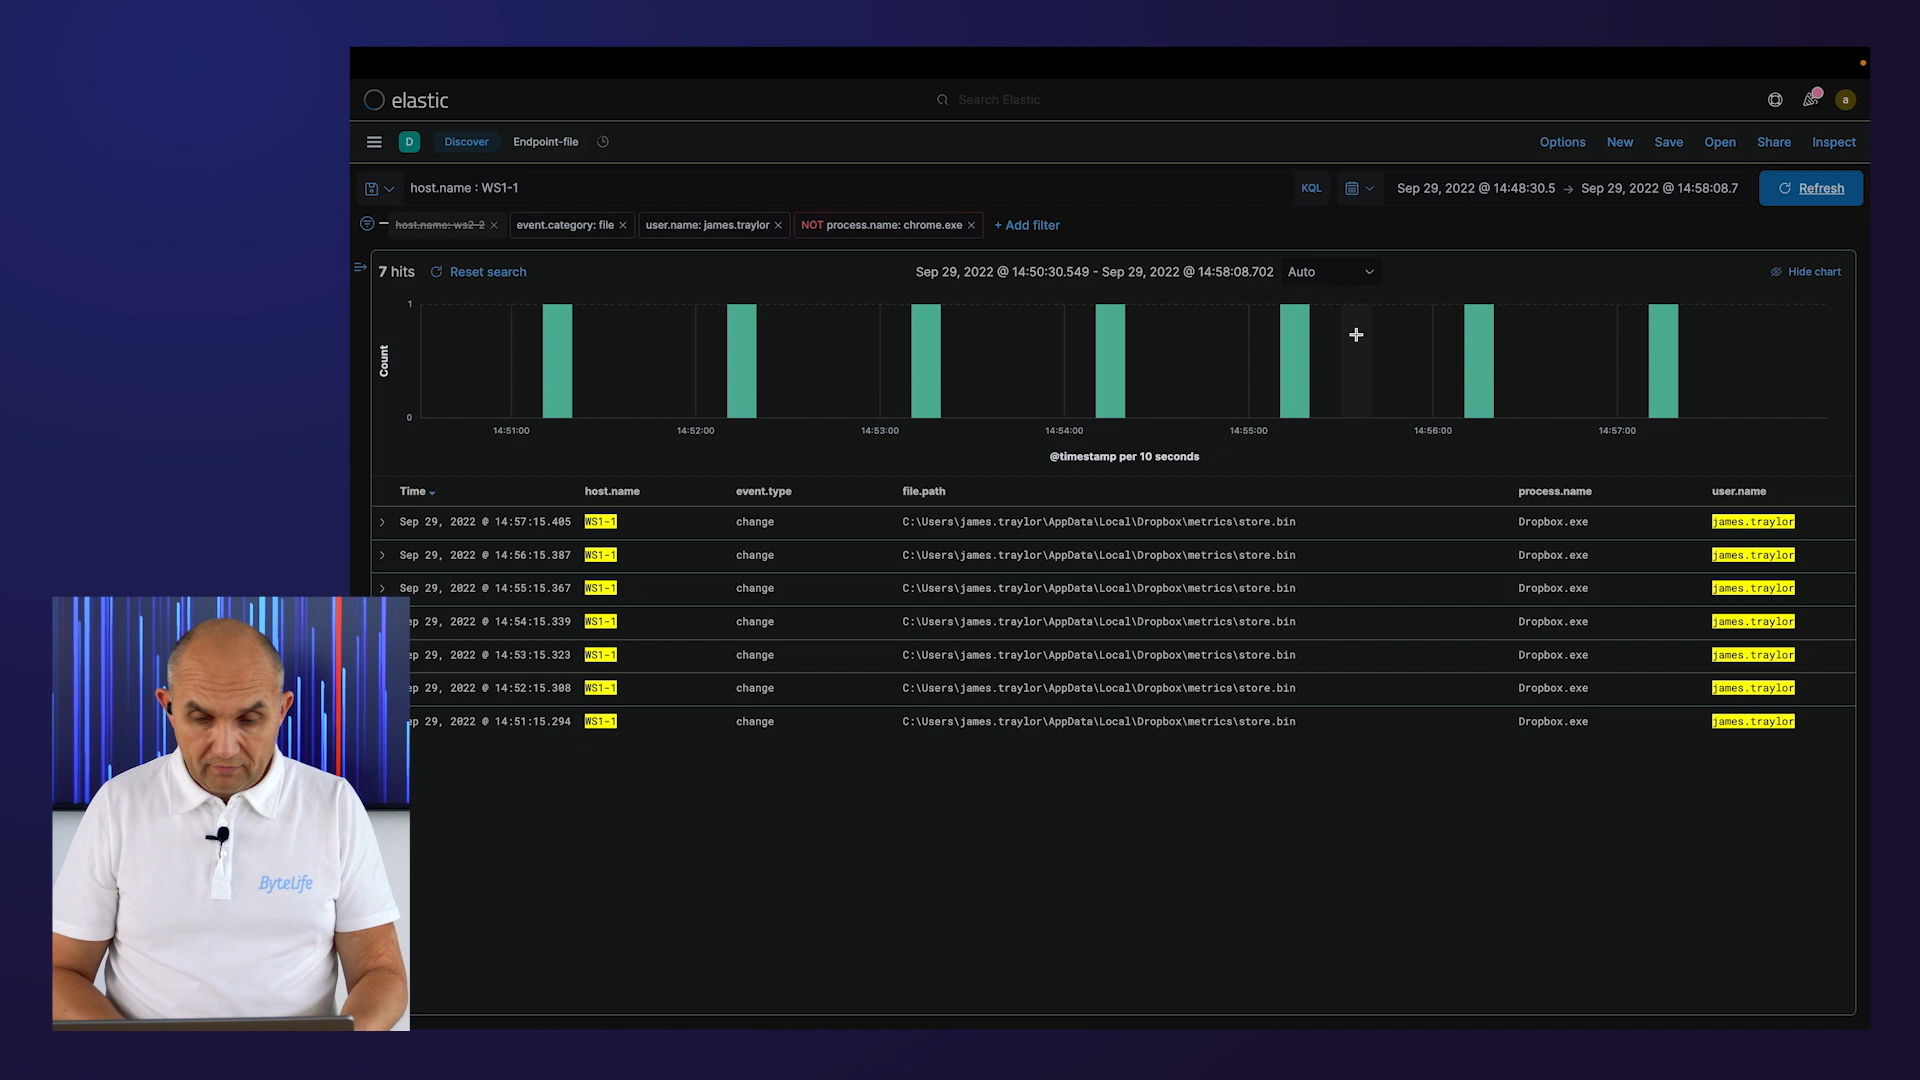 elastic
Search Elastic
a
D
Discover
Endpoint-file
Options
New
Save
Open
Share
Inspect
host.name : WS1-1
KQL
Sep 29, 2022 @ 14:48:30.5 → Sep 29, 2022 @ 14:58:08.7
Refresh
host.name: ws2-2 ×
event.category: file ×
user.name: james.traylor ×
NOT process.name: chrome.exe ×
+ Add filter
7 hits
Reset search
Sep 29, 2022 @ 14:50:30.549 - Sep 29, 2022 @ 14:58:08.702
Auto
Hide chart
1
Count
0
14:51:00
14:52:00
14:53:00
14:54:00
14:55:00
14:56:00
14:57:00
@timestamp per 10 seconds
Time host.name event.type file.path process.name user.name
Sep 29, 2022 @ 14:57:15.405 WS1-1 change C:\Users\james.traylor\AppData\Local\Dropbox\metrics\store.bin Dropbox.exe james.traylor
Sep 29, 2022 @ 14:56:15.387 WS1-1 change C:\Users\james.traylor\AppData\Local\Dropbox\metrics\store.bin Dropbox.exe james.traylor
Sep 29, 2022 @ 14:55:15.367 WS1-1 change C:\Users\james.traylor\AppData\Local\Dropbox\metrics\store.bin Dropbox.exe james.traylor
ep 29, 2022 @ 14:54:15.339 WS1-1 change C:\Users\james.traylor\AppData\Local\Dropbox\metrics\store.bin Dropbox.exe james.traylor
ep 29, 2022 @ 14:53:15.323 WS1-1 change C:\Users\james.traylor\AppData\Local\Dropbox\metrics\store.bin Dropbox.exe james.traylor
ep 29, 2022 @ 14:52:15.308 WS1-1 change C:\Users\james.traylor\AppData\Local\Dropbox\metrics\store.bin Dropbox.exe james.traylor
ep 29, 2022 @ 14:51:15.294 WS1-1 change C:\Users\james.traylor\AppData\Local\Dropbox\metrics\store.bin Dropbox.exe james.traylor
ByteLife